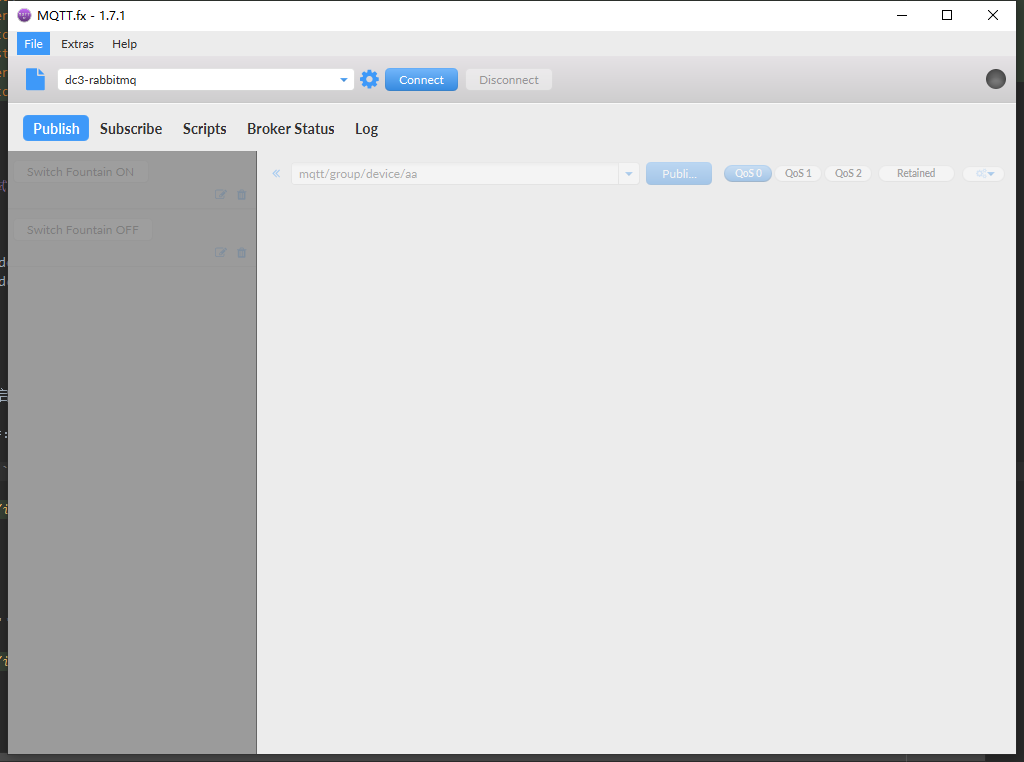 MQTT.fx - 1.7.1
File Extras Help
dc3-rabbitmq Connect Disconnect
Publish Subscribe Scripts Broker Status Log
Switch Fountain ON
mqtt/group/device/aa Publi... QoS 0 QoS 1 QoS 2 Retained
Switch Fountain OFF